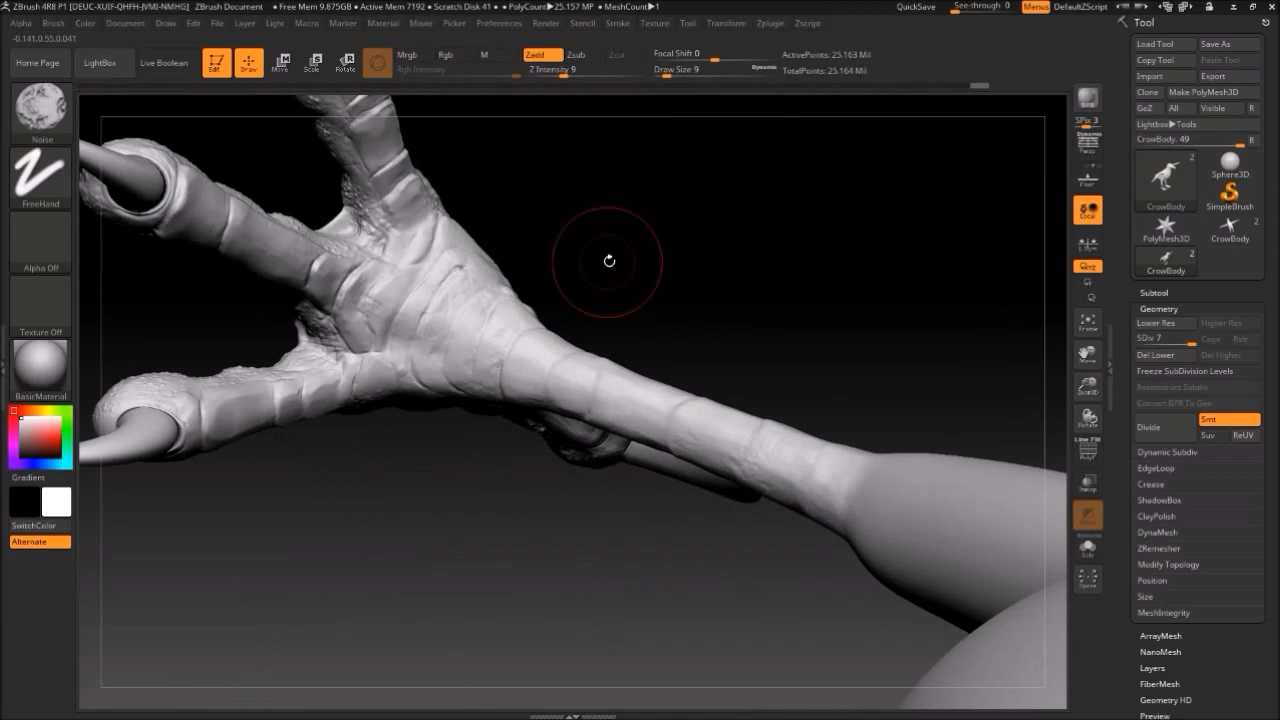 ZBrush 4R8 P1 [DEUC-XUIF-QHFH-JVMI-NMHG] ZBrush Document • Free Mem 9.875GB • Active Mem 7192 • Scratch Disk 41 • PolyCount▶25.157 MP • MeshCount▶1 QuickSave See-through 0 Menus DefaultZScript
Alpha Brush Color Document Draw Edit File Layer Light Macro Marker Material Movie Picker Preferences Render Stencil Stroke Texture Tool Transform Zplugin Zscript
Tool
-0.141,0.55,0.041
Home Page LightBox Live Boolean Edit Draw Move Scale Rotate
Mrgb Rgb M
Rgb Intensity
Zadd Zsub Zcut
Z Intensity 9
Focal Shift 0
Draw Size 9 Dynamic
ActivePoints: 25.163 Mil
TotalPoints: 25.164 Mil
Noise
FreeHand
Alpha Off
Texture Off
BasicMaterial
Gradient
SwitchColor
Alternate
SPix 3
Dynamic
Persp
Floor
Local
Frame
Move
Zoom3D
Rotate
Line Fill
PolyF
Transp
Solo
Xpose
Load Tool Save As
Copy Tool Paste Tool
Import Export
Clone Make PolyMesh3D
GoZ All Visible R
Lightbox▶Tools
CrowBody. 49 R
2
CrowBody
Sphere3D
SimpleBrush
PolyMesh3D
2
CrowBody
2
CrowBody
Subtool
Geometry
Lower Res Higher Res
SDiv 7 Cage Rstr
Del Lower Del Higher
Freeze SubDivision Levels
Reconstruct Subdiv
Convert BPR To Geo
Divide Smt
Suv ReUV
Dynamic Subdiv
EdgeLoop
Crease
ShadowBox
ClayPolish
DynaMesh
ZRemesher
Modify Topology
Position
Size
MeshIntegrity
ArrayMesh
NanoMesh
Layers
FiberMesh
Geometry HD
Preview